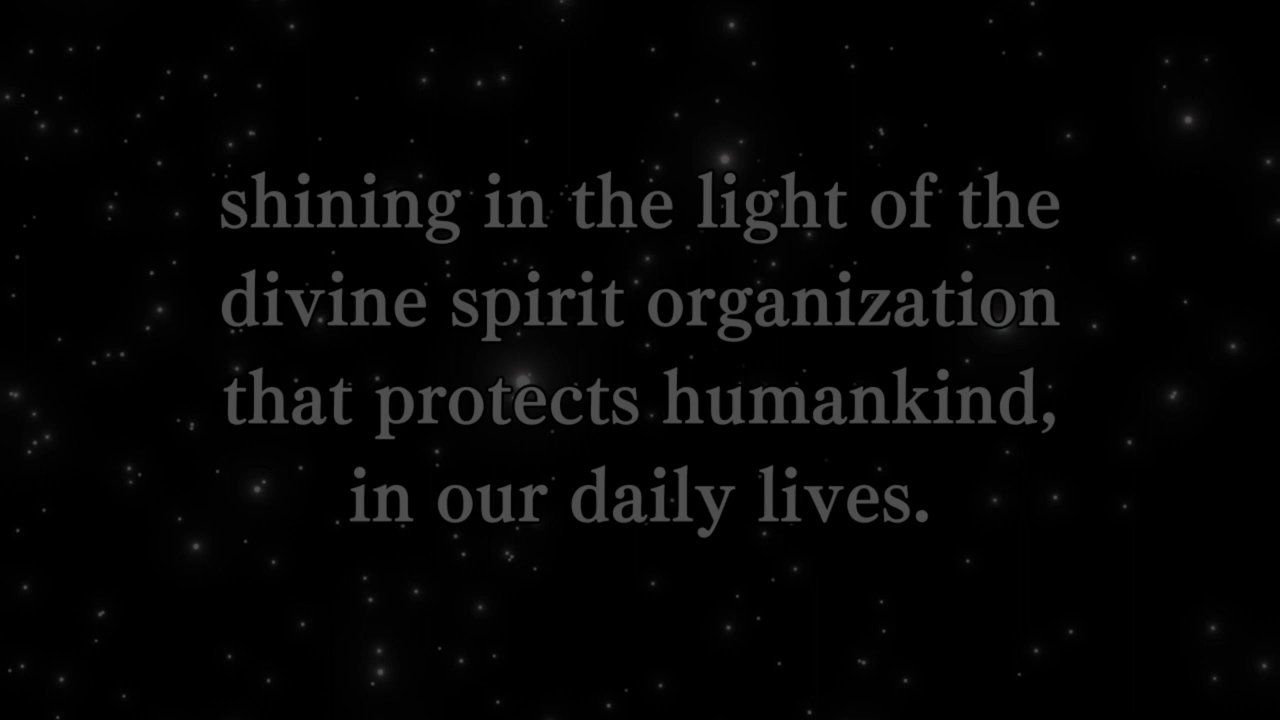 shining in the light of the
divine spirit organization
that protects humankind,
in our daily lives.